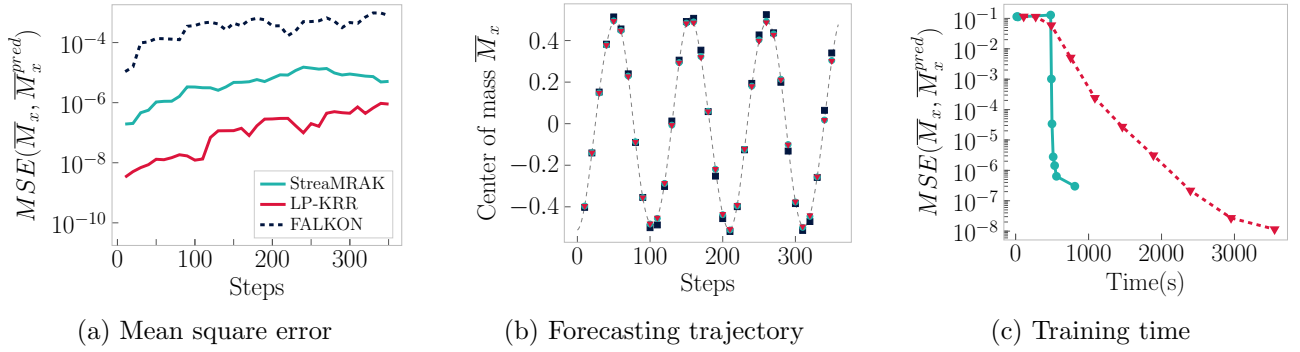 MSE(M̅ₓ, M̅ₓᵖʳᵉᵈ)
10⁻⁴
10⁻⁶
10⁻⁸
10⁻¹⁰
StreaMRAK
LP-KRR
FALKON
0 100 200 300
Steps
(a) Mean square error
Center of mass M̅ₓ
0.4
0.2
0
−0.2
−0.4
0 100 200 300
Steps
(b) Forecasting trajectory
MSE(M̅ₓ, M̅ₓᵖʳᵉᵈ)
10⁻¹
10⁻²
10⁻³
10⁻⁴
10⁻⁵
10⁻⁶
10⁻⁷
10⁻⁸
0 1000 2000 3000
Time(s)
(c) Training time